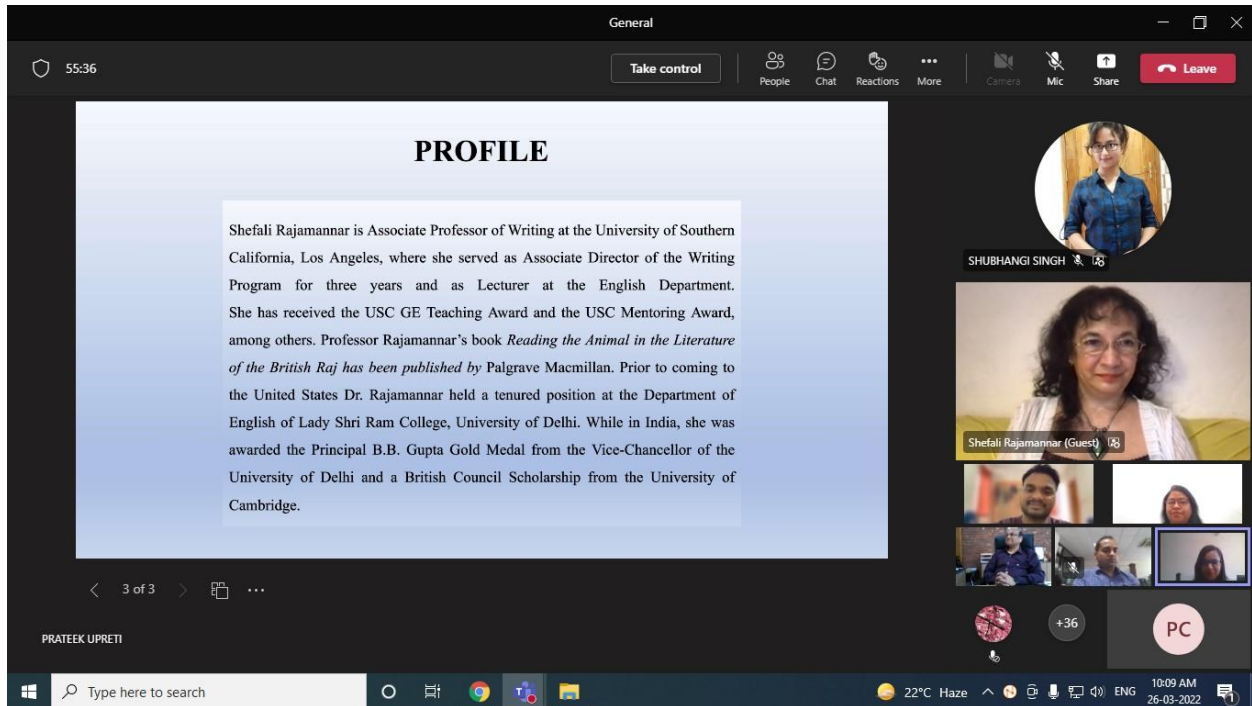 General
55:36
Take control
People
Chat
Reactions
More
Camera
Mic
Share
Leave
PROFILE
Shefali Rajamannar is Associate Professor of Writing at the University of Southern
California, Los Angeles, where she served as Associate Director of the Writing
Program for three years and as Lecturer at the English Department.
She has received the USC GE Teaching Award and the USC Mentoring Award,
among others. Professor Rajamannar's book Reading the Animal in the Literature
of the British Raj has been published by Palgrave Macmillan. Prior to coming to
the United States Dr. Rajamannar held a tenured position at the Department of
English of Lady Shri Ram College, University of Delhi. While in India, she was
awarded the Principal B.B. Gupta Gold Medal from the Vice-Chancellor of the
University of Delhi and a British Council Scholarship from the University of
Cambridge.
SHUBHANGI SINGH
Shefali Rajamannar (Guest)
+36
PC
3 of 3
PRATEEK UPRETI
Type here to search
22°C Haze
ENG
10:09 AM
26-03-2022
1